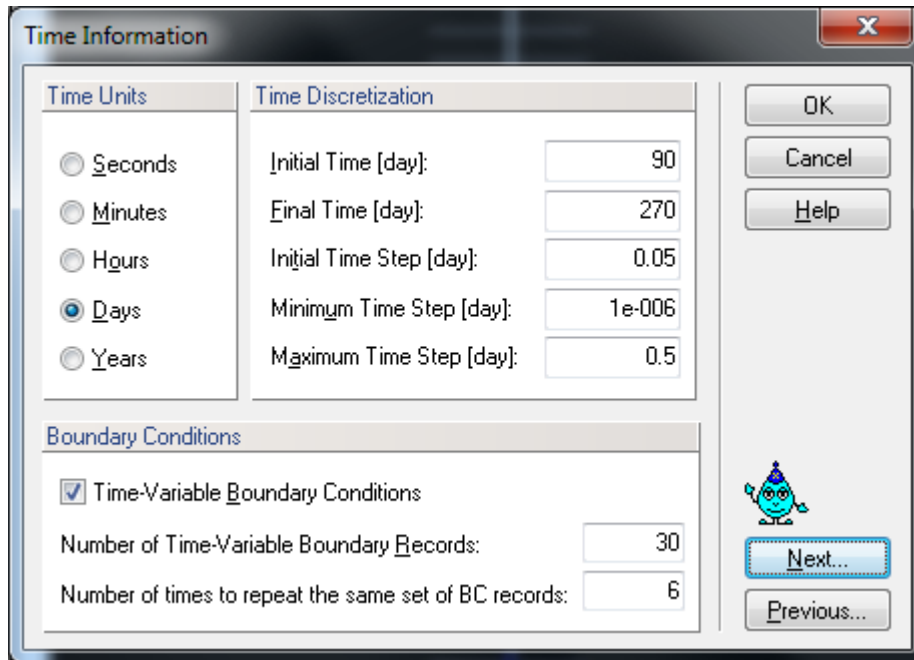 Time Information
Time Units
Seconds
Minutes
Hours
Days
Years
Time Discretization
Initial Time [day]: 90
Final Time [day]: 270
Initial Time Step [day]: 0.05
Minimum Time Step [day]: 1e-006
Maximum Time Step [day]: 0.5
Boundary Conditions
Time-Variable Boundary Conditions
Number of Time-Variable Boundary Records: 30
Number of times to repeat the same set of BC records: 6
OK
Cancel
Help
Next...
Previous...